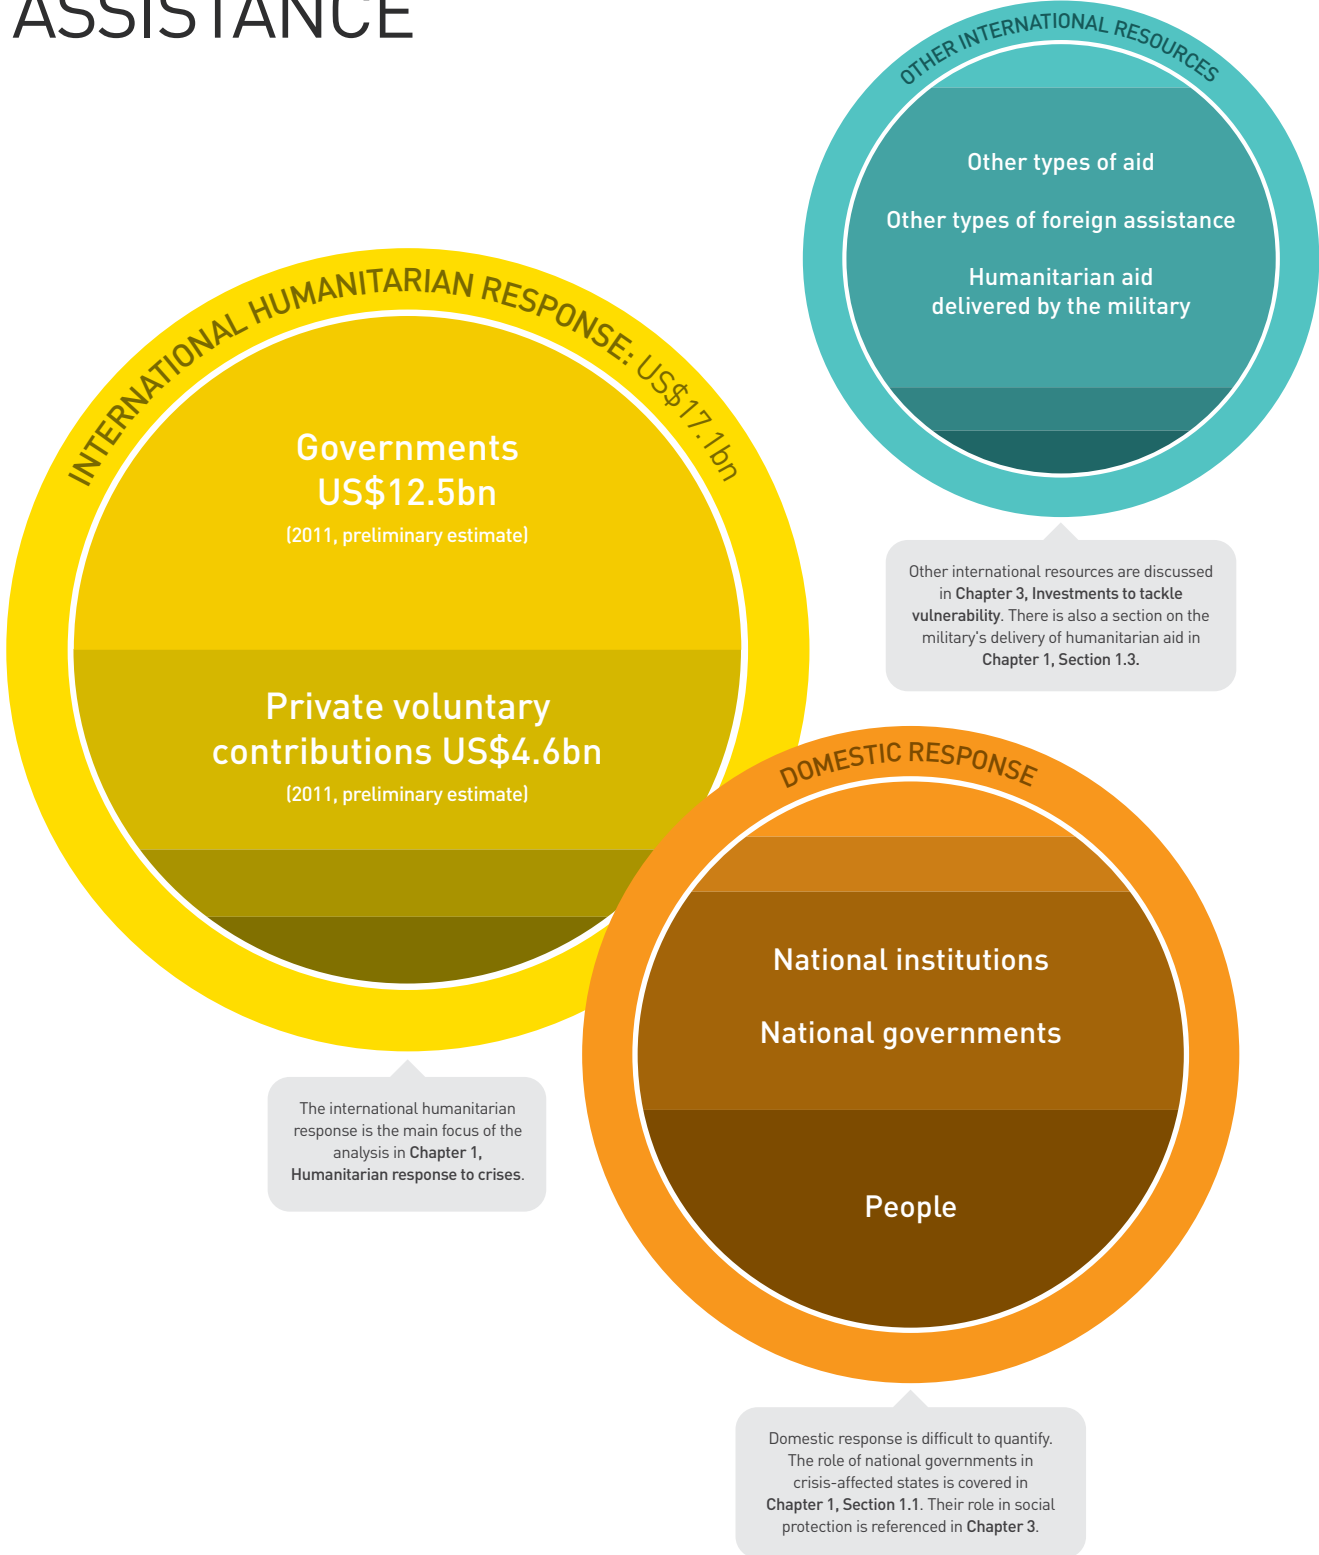 ASSISTANCE
OTHER INTERNATIONAL RESOURCES
Other types of aid
Other types of foreign assistance
Humanitarian aid
delivered by the military
Other international resources are discussed
in Chapter 3, Investments to tackle
vulnerability. There is also a section on the
military's delivery of humanitarian aid in
Chapter 1, Section 1.3.
INTERNATIONAL HUMANITARIAN RESPONSE: US$17.1bn
Governments
US$12.5bn
(2011, preliminary estimate)
Private voluntary
contributions US$4.6bn
(2011, preliminary estimate)
The international humanitarian
response is the main focus of the
analysis in Chapter 1,
Humanitarian response to crises.
DOMESTIC RESPONSE
National institutions
National governments
People
Domestic response is difficult to quantify.
The role of national governments in
crisis-affected states is covered in
Chapter 1, Section 1.1. Their role in social
protection is referenced in Chapter 3.